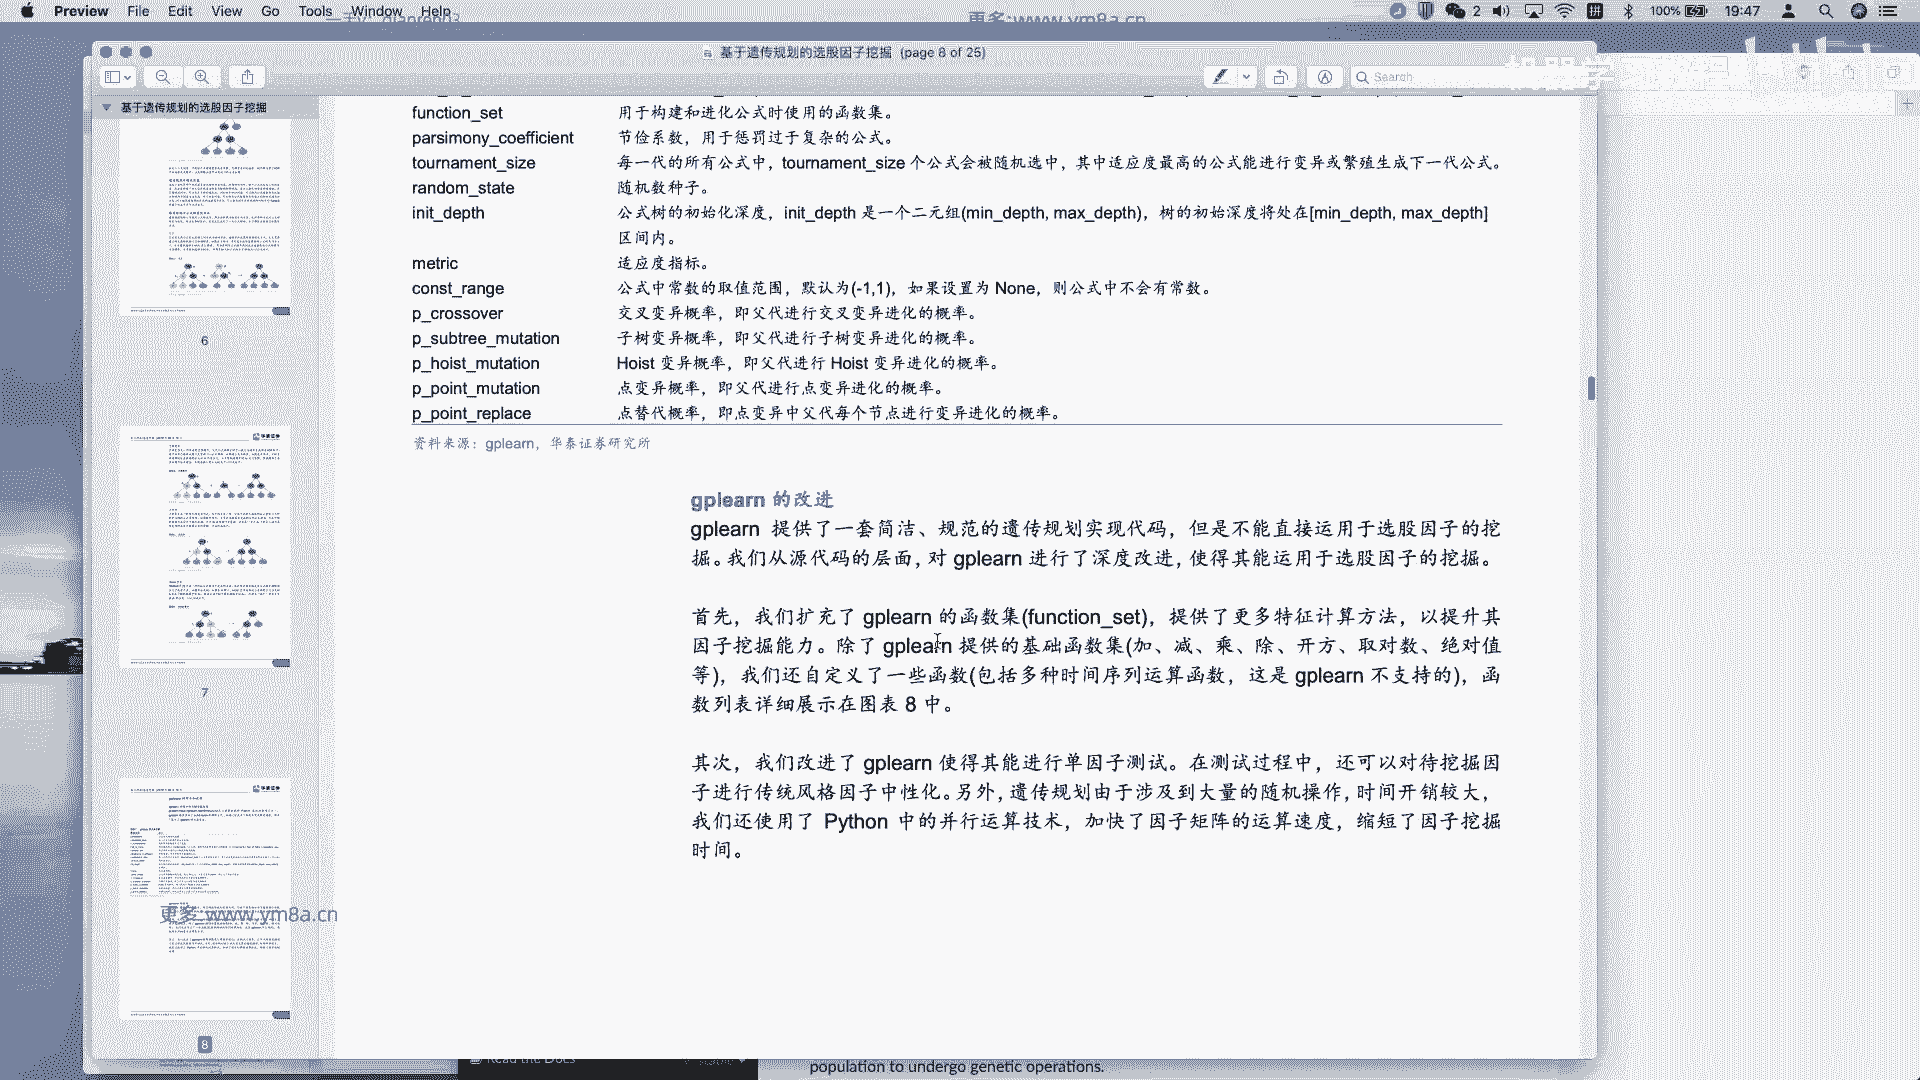 Preview File Edit View Go Tools Window Help
2
100%
19:47
更多:www.ym8a.cn
基于遗传规划的选股因子挖掘 (page 8 of 25)
Search
基于遗传规划的选股因子挖掘
6
7
8
function_set 用于构建和进化公式时使用的函数集。
parsimony_coefficient 节俭系数，用于惩罚过于复杂的公式。
tournament_size 每一代的所有公式中，tournament_size 个公式会被随机选中，其中适应度最高的公式能进行变异或繁殖生成下一代公式。
random_state 随机数种子。
init_depth 公式树的初始化深度，init_depth 是一个二元组(min_depth, max_depth)，树的初始深度将处在[min_depth, max_depth]
区间内。
metric 适应度指标。
const_range 公式中常数的取值范围，默认为(-1,1)，如果设置为 None，则公式中不会有常数。
p_crossover 交叉变异概率，即父代进行交叉变异进化的概率。
p_subtree_mutation 子树变异概率，即父代进行子树变异进化的概率。
p_hoist_mutation Hoist 变异概率，即父代进行 Hoist 变异进化的概率。
p_point_mutation 点变异概率，即父代进行点变异进化的概率。
p_point_replace 点替代概率，即点变异中父代每个节点进行变异进化的概率。
资料来源：gplearn，华泰证券研究所
gplearn 的改进
gplearn 提供了一套简洁、规范的遗传规划实现代码，但是不能直接运用于选股因子的挖
掘。我们从源代码的层面，对 gplearn 进行了深度改进，使得其能运用于选股因子的挖掘。
首先，我们扩充了 gplearn 的函数集(function_set)，提供了更多特征计算方法，以提升其
因子挖掘能力。除了 gplearn 提供的基础函数集(加、减、乘、除、开方、取对数、绝对值
等)，我们还自定义了一些函数(包括多种时间序列运算函数，这是 gplearn 不支持的)，函
数列表详细展示在图表 8 中。
其次，我们改进了 gplearn 使得其能进行单因子测试。在测试过程中，还可以对待挖掘因
子进行传统风格因子中性化。另外，遗传规划由于涉及到大量的随机操作，时间开销较大，
我们还使用了 Python 中的并行运算技术，加快了因子矩阵的运算速度，缩短了因子挖掘
时间。
更多:www.ym8a.cn
Read the Docs
population to undergo genetic operations.